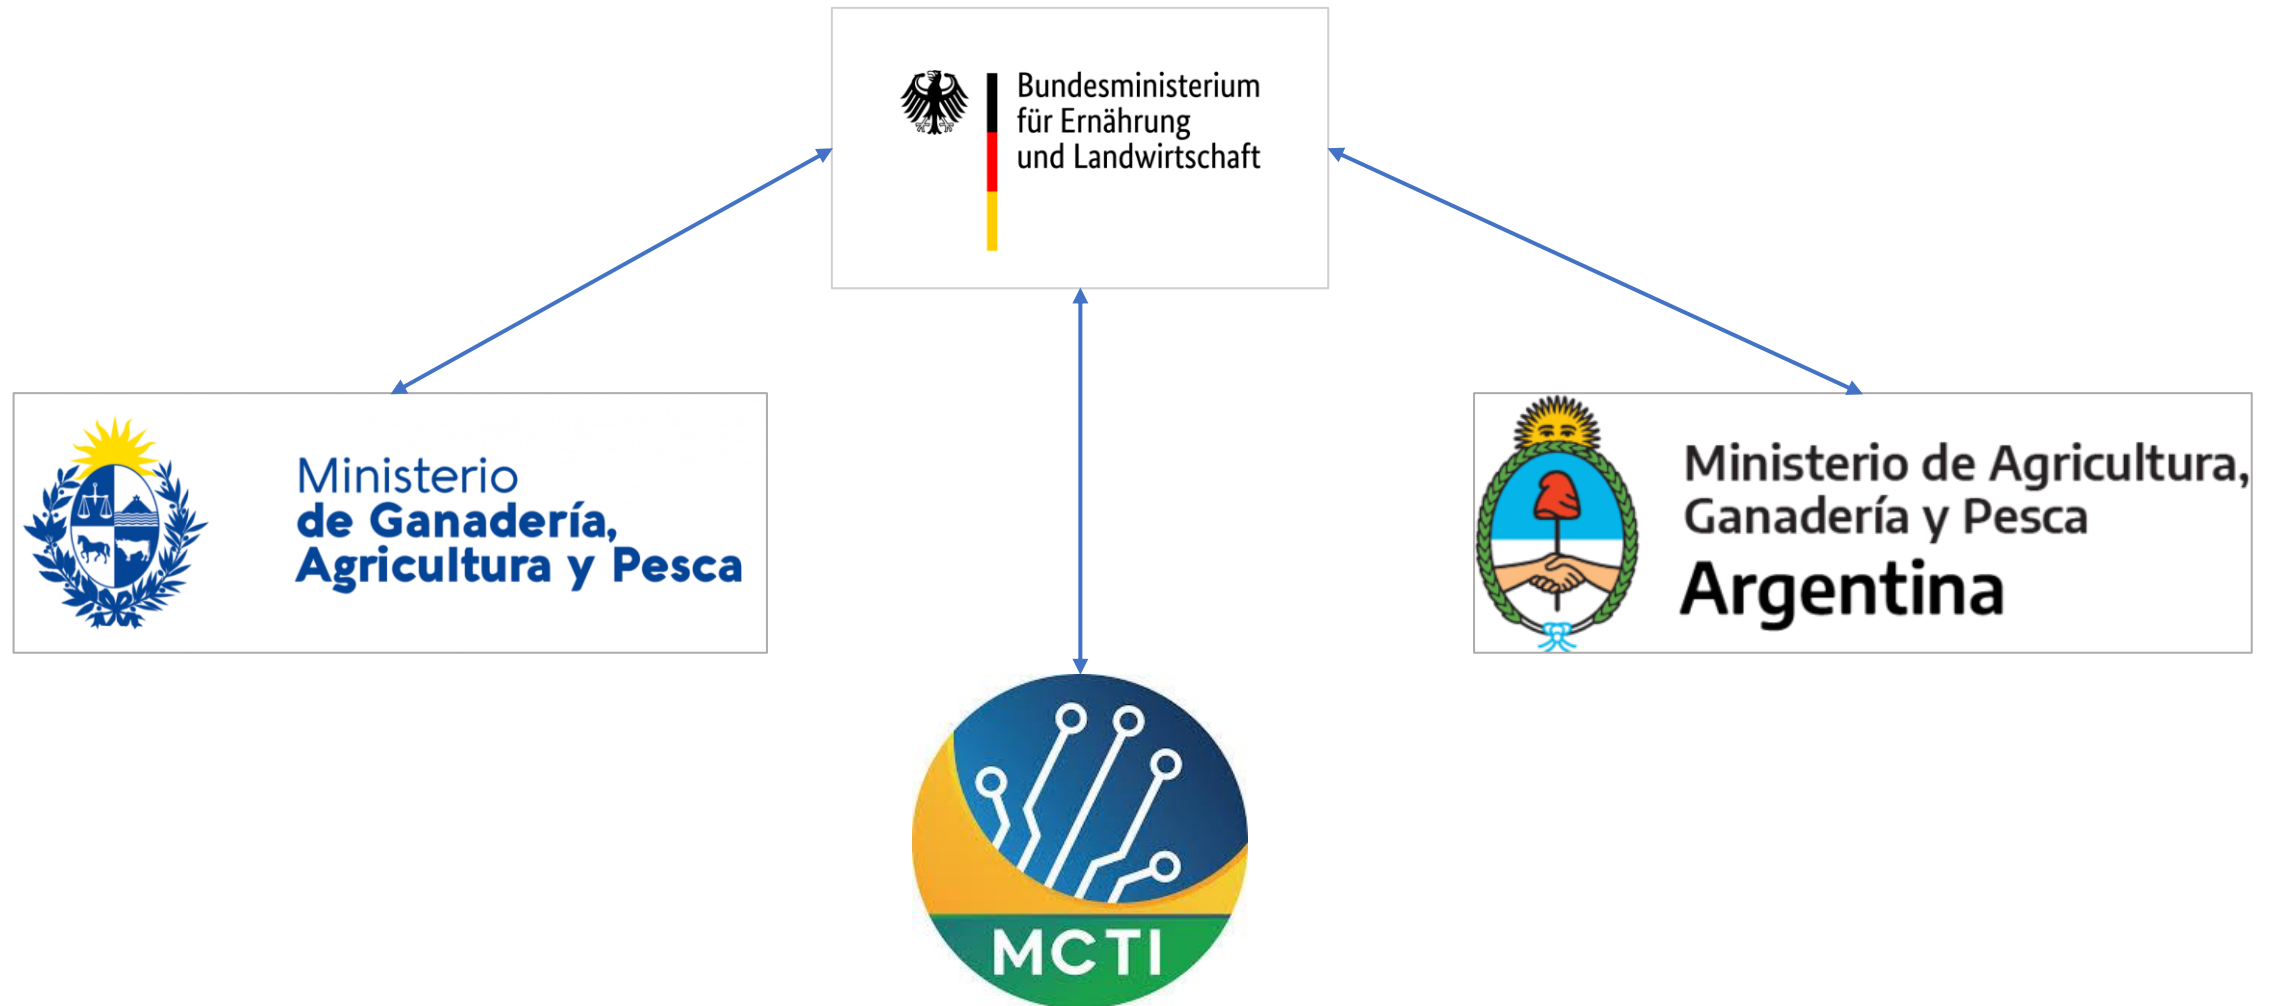 Bundesministerium
für Ernährung
und Landwirtschaft
Ministerio
de Ganadería,
Agricultura y Pesca
Ministerio de Agricultura,
Ganadería y Pesca
Argentina
MCTI